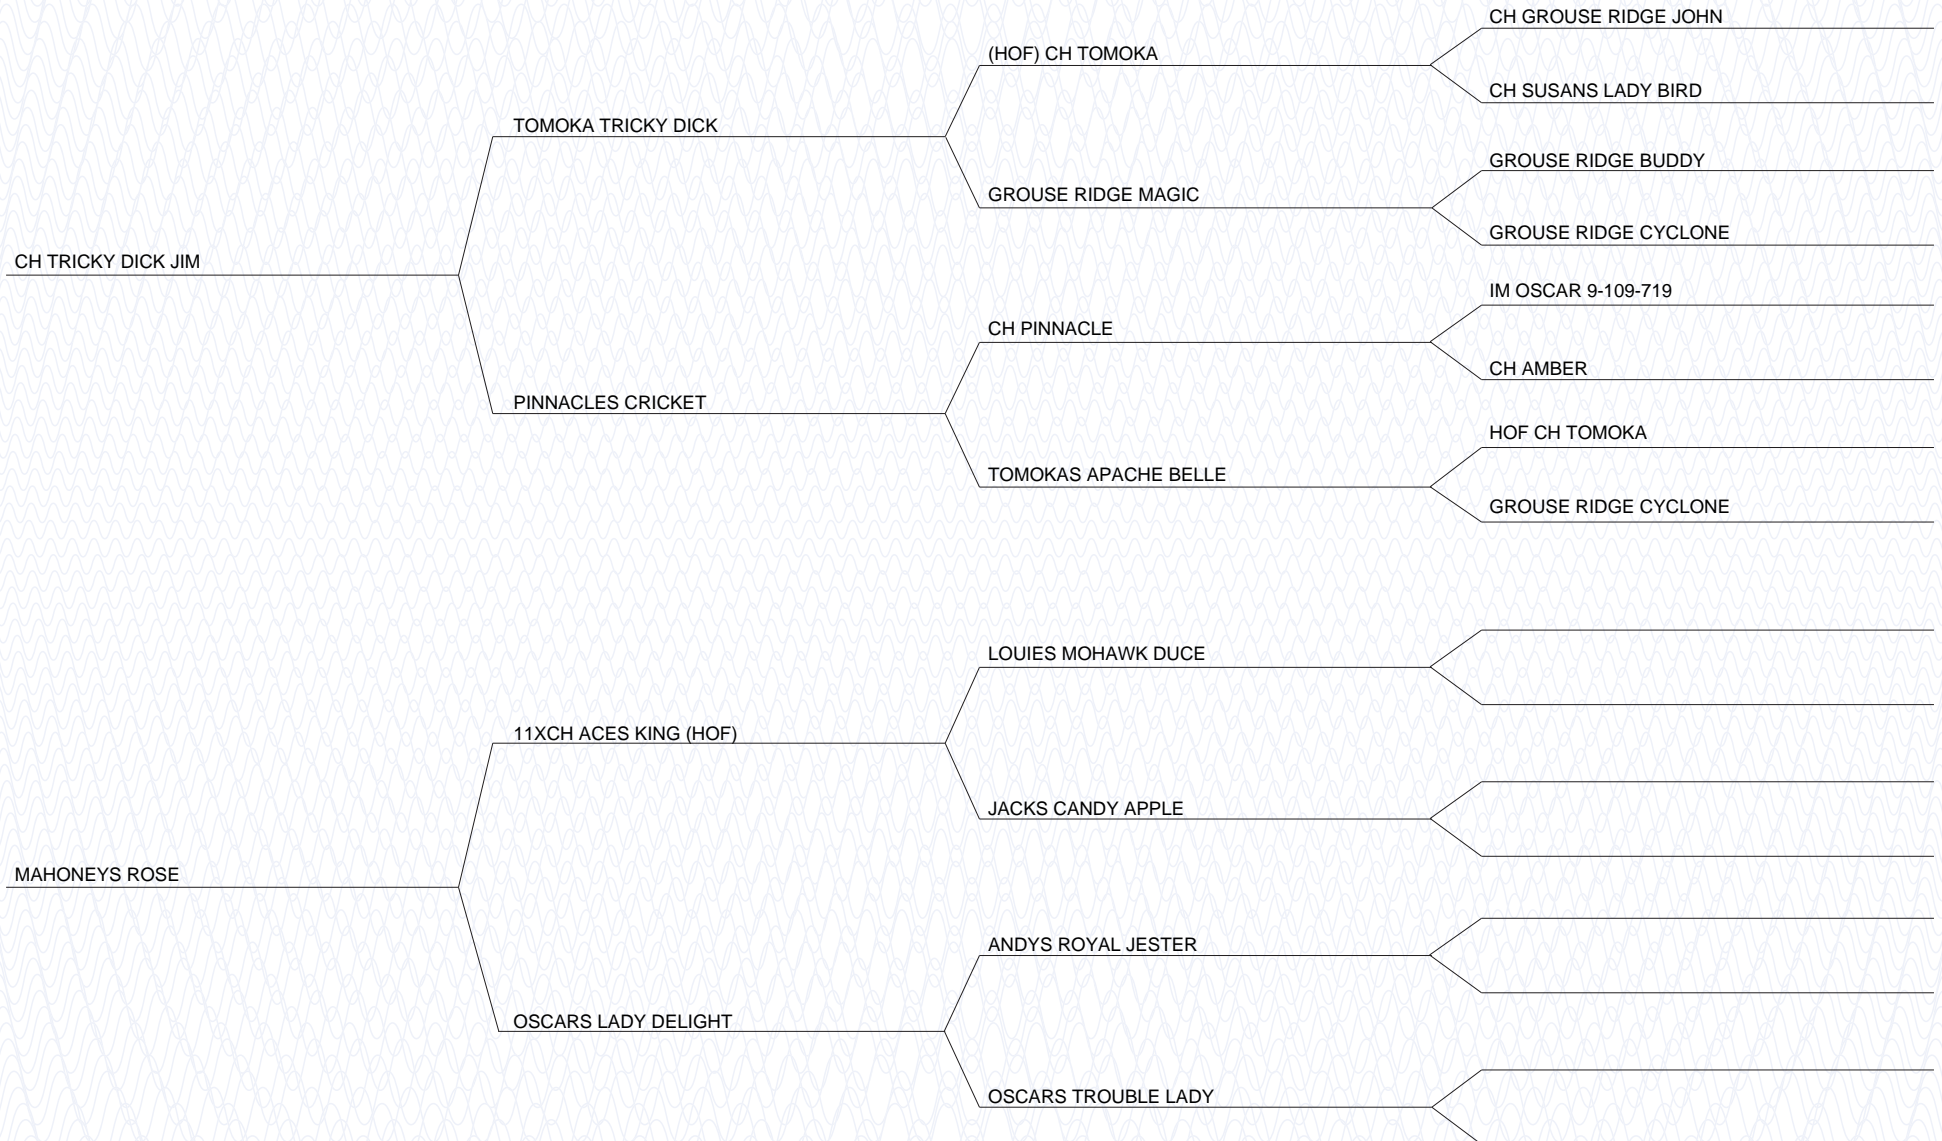 CH GROUSE RIDGE JOHN
(HOF) CH TOMOKA
CH SUSANS LADY BIRD
TOMOKA TRICKY DICK
GROUSE RIDGE BUDDY
GROUSE RIDGE MAGIC
GROUSE RIDGE CYCLONE
CH TRICKY DICK JIM
IM OSCAR 9-109-719
CH PINNACLE
CH AMBER
PINNACLES CRICKET
HOF CH TOMOKA
TOMOKAS APACHE BELLE
GROUSE RIDGE CYCLONE
LOUIES MOHAWK DUCE
11XCH ACES KING (HOF)
JACKS CANDY APPLE
MAHONEYS ROSE
ANDYS ROYAL JESTER
OSCARS LADY DELIGHT
OSCARS TROUBLE LADY